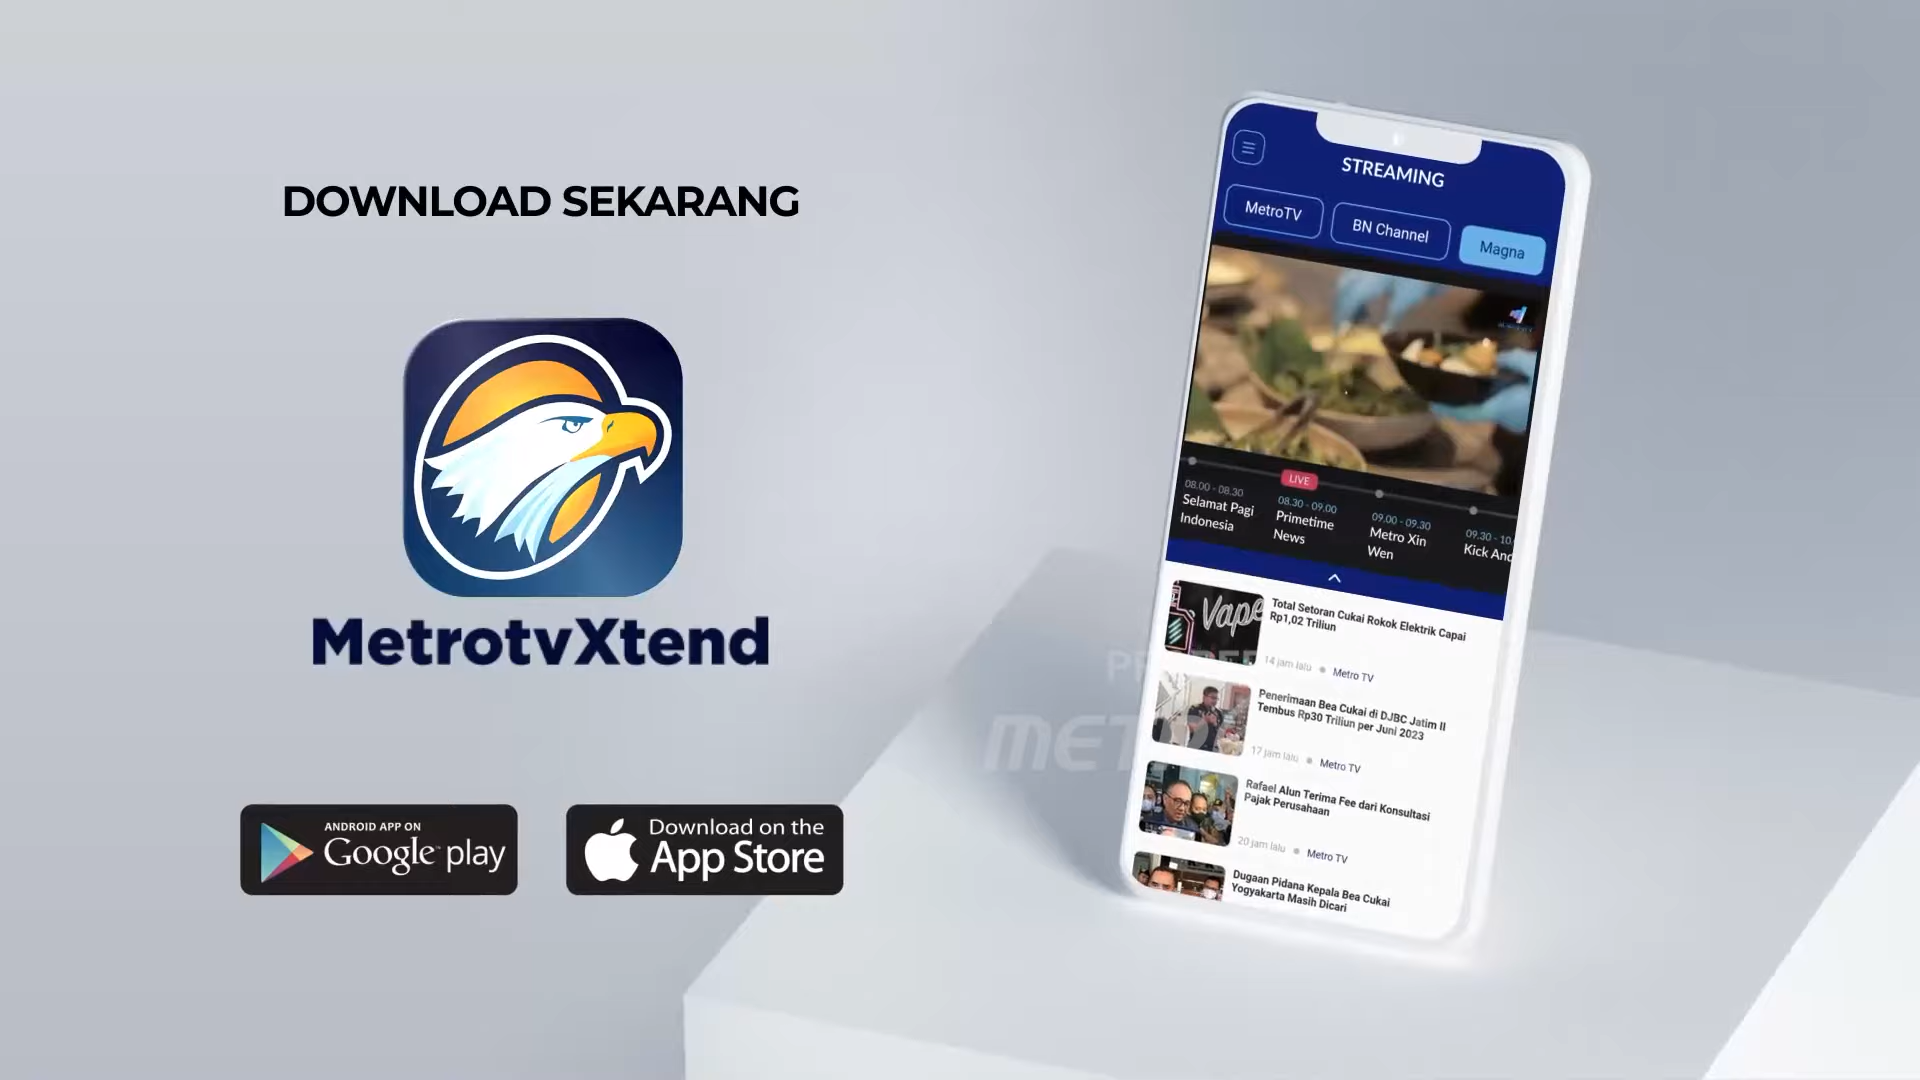 DOWNLOAD SEKARANG
MetrotvXtend
ANDROID APP ON
Google play
Download on the
App Store
STREAMING
MetroTV
BN Channel
Magna
LIVE
08.00 - 08.30
Selamat Pagi
Indonesia
08.30 - 09.00
Primetime
News
09.00 - 09.30
Metro Xin
Wen
09.30 - 10.
Kick And
Vape
Total Setoran Cukai Rokok Elektrik Capai
Rp1,02 Triliun
14 jam lalu
Metro TV
Penerimaan Bea Cukai di DJBC Jatim II
Tembus Rp30 Triliun per Juni 2023
17 jam lalu
Metro TV
Rafael Alun Terima Fee dari Konsultasi
Pajak Perusahaan
20 jam lalu
Metro TV
Dugaan Pidana Kepala Bea Cukai
Yogyakarta Masih Dicari